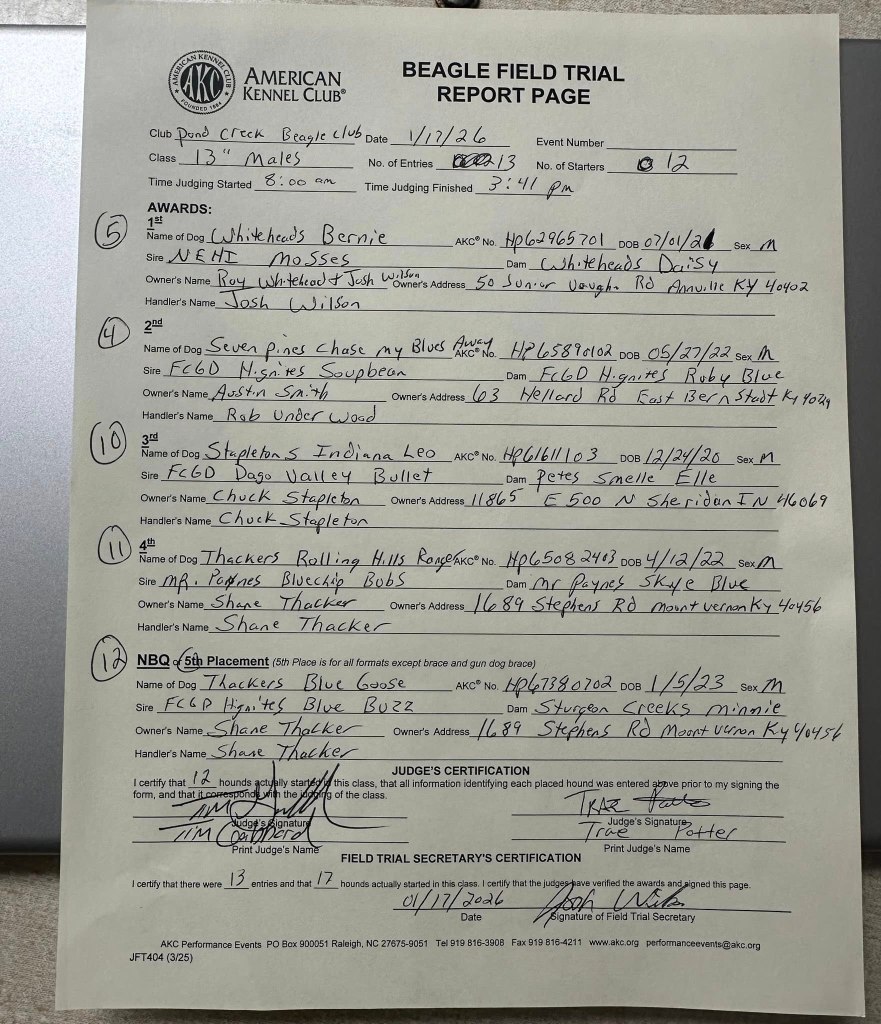 AMERICAN KENNEL CLUB FOUNDED 1884
AKC
AMERICAN
KENNEL CLUB®
BEAGLE FIELD TRIAL
REPORT PAGE
Club Pond Creek Beagle club Date 1/17/26 Event Number
Class 13" Males No. of Entries 13 No. of Starters 12
Time Judging Started 8:00 am Time Judging Finished 3:41 pm
AWARDS:
5 1st
Name of Dog Whiteheads Bernie AKC® No. HP62965701 DOB 07/01/21 Sex M
Sire NEHI Mosses Dam Whiteheads Daisy
Owner's Name Roy Whitehead + Josh Wilson Owner's Address 50 Junior Vaughn Rd Annville KY 40402
Handler's Name Josh Wilson
4 2nd
Name of Dog Seven pines Chase my Blues Away AKC® No. HP65890102 DOB 05/27/22 Sex M
Sire FCGD Hignites Soupbean Dam FCGD Hignites Ruby Blue
Owner's Name Austin Smith Owner's Address 63 Hellard Rd East Bernstadt Ky
Handler's Name Rob Underwood
10 3rd
Name of Dog Stapletons Indiana Leo AKC® No. HP61611103 DOB 12/24/20 Sex M
Sire FCGD Dago Valley Bullet Dam Petes Smelle Elle
Owner's Name Chuck Stapleton Owner's Address 11865 E 500 N Sheridan IN 46069
Handler's Name Chuck Stapleton
11 4th
Name of Dog Thackers Rolling Hills Ranger AKC® No. HP65082403 DOB 4/12/22 Sex M
Sire MR. Paynes Bluechip Bubs Dam Mr Paynes Skye Blue
Owner's Name Shane Thacker Owner's Address 1689 Stephens Rd Mount vernon Ky 40456
Handler's Name Shane Thacker
12 NBQ or 5th Placement (5th Place is for all formats except brace and gun dog brace)
Name of Dog Thackers Blue Goose AKC® No. HP67380702 DOB 1/5/23 Sex M
Sire FCGD Hignites Blue Buzz Dam Sturgeon Creeks Minnie
Owner's Name Shane Thacker Owner's Address 1689 Stephens Rd Mount vernon Ky 40456
Handler's Name Shane Thacker
JUDGE'S CERTIFICATION
I certify that 12 hounds actually started in this class, that all information identifying each placed hound was entered above prior to my signing the
form, and that it corresponds with the judging of the class.
Judge's Signature Judge's Signature
Tim Gabbard Trae Potter
Print Judge's Name Print Judge's Name
FIELD TRIAL SECRETARY'S CERTIFICATION
I certify that there were 13 entries and that 17 hounds actually started in this class. I certify that the judges have verified the awards and signed this page.
01/17/2026 Josh Wilson
Date Signature of Field Trial Secretary
AKC Performance Events PO Box 900051 Raleigh, NC 27675-9051 Tel 919 816-3908 Fax 919 816-4211 www.akc.org performanceevents@akc.org
JFT404 (3/25)